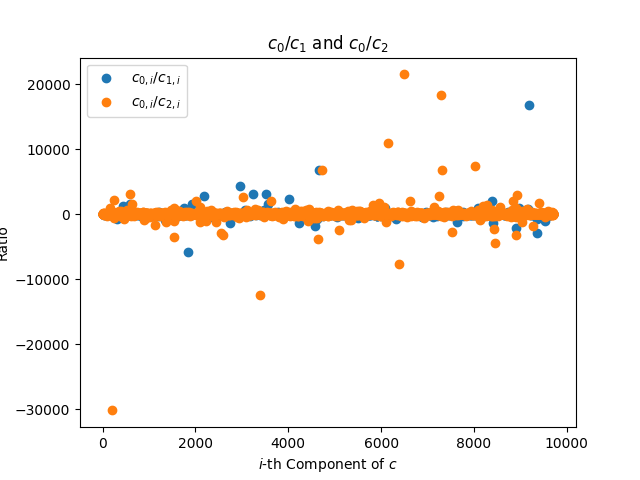 c₀/c₁ and c₀/c₂
c₀,ᵢ/c₁,ᵢ
c₀,ᵢ/c₂,ᵢ
20000
10000
0
−10000
−20000
−30000
Ratio
0 2000 4000 6000 8000 10000
i-th Component of c